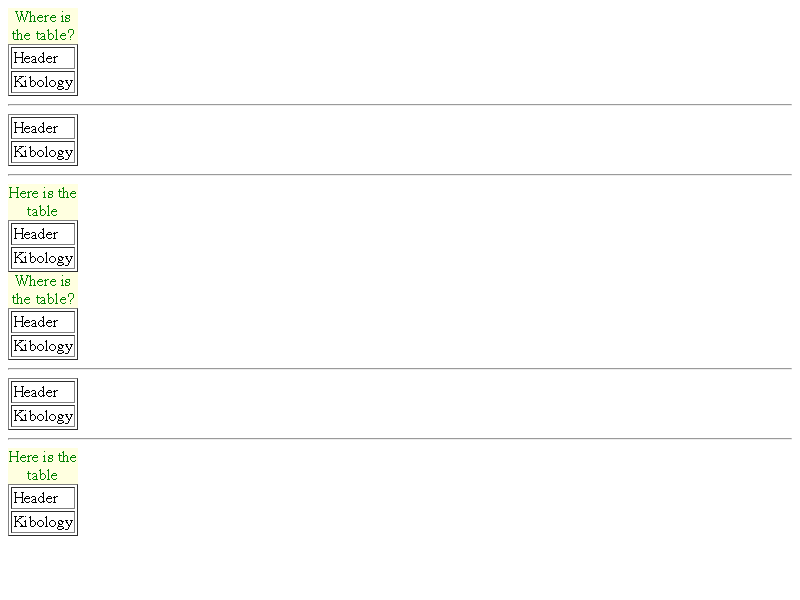 Where is
the table?
Header
Kibology
Header
Kibology
Here is the
table
Header
Kibology
Where is
the table?
Header
Kibology
Header
Kibology
Here is the
table
Header
Kibology